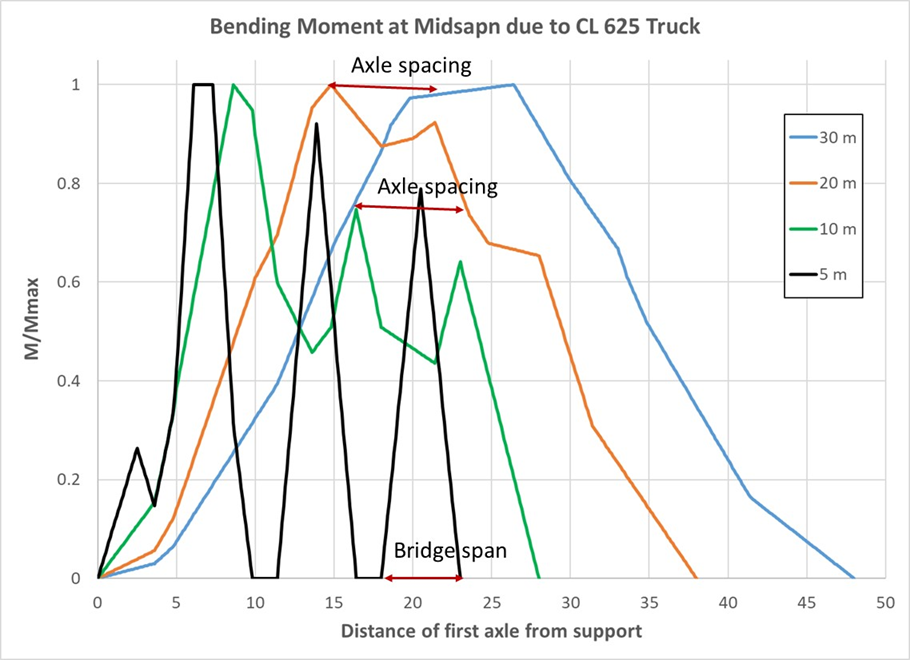 Bending Moment at Midsapn due to CL 625 Truck
Axle spacing
Axle spacing
Bridge span
M/Mmax
1
0.8
0.6
0.4
0.2
0
0 5 10 15 20 25 30 35 40 45 50
Distance of first axle from support
30 m
20 m
10 m
5 m